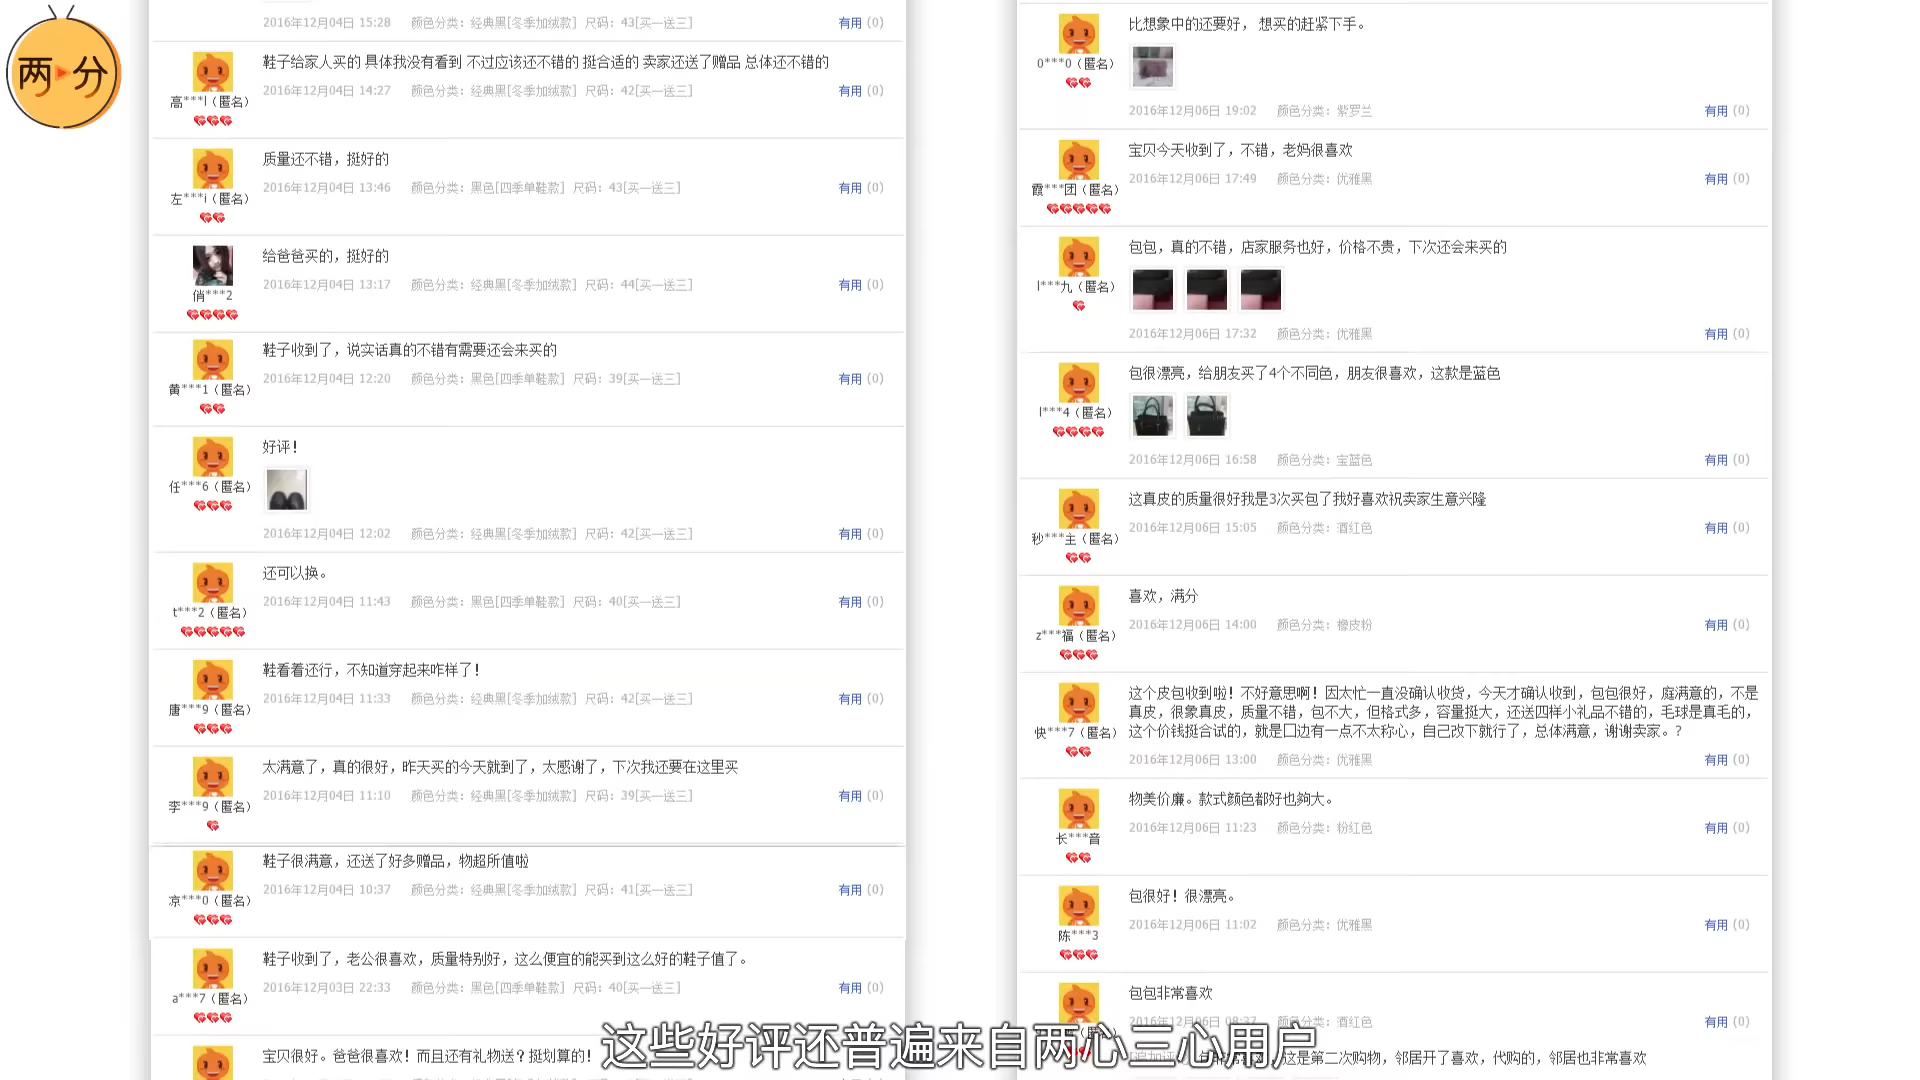 两分
2016年12月04日 15:28 颜色分类：经典黑[冬季加绒款] 尺码：43[买一送三] 有用 (0)
鞋子给家人买的 具体我没有看到 不过应该还不错的 挺合适的 卖家还送了赠品 总体还不错的
2016年12月04日 14:27 颜色分类：经典黑[冬季加绒款] 尺码：42[买一送三] 有用 (0)
高***l（匿名）
质量还不错，挺好的
2016年12月04日 13:46 颜色分类：黑色[四季单鞋款] 尺码：43[买一送三] 有用 (0)
左***i（匿名）
给爸爸买的，挺好的
2016年12月04日 13:17 颜色分类：经典黑[冬季加绒款] 尺码：44[买一送三] 有用 (0)
俏***2
鞋子收到了，说实话真的不错有需要还会来买的
2016年12月04日 12:20 颜色分类：黑色[四季单鞋款] 尺码：39[买一送三] 有用 (0)
黄***1（匿名）
好评！
任***6（匿名）
2016年12月04日 12:02 颜色分类：经典黑[冬季加绒款] 尺码：42[买一送三] 有用 (0)
还可以换。
2016年12月04日 11:43 颜色分类：黑色[四季单鞋款] 尺码：40[买一送三] 有用 (0)
t***2（匿名）
鞋看着还行，不知道穿起来咋样了！
2016年12月04日 11:33 颜色分类：经典黑[冬季加绒款] 尺码：42[买一送三] 有用 (0)
唐***9（匿名）
太满意了，真的很好，昨天买的今天就到了，太感谢了，下次我还要在这里买
2016年12月04日 11:10 颜色分类：经典黑[冬季加绒款] 尺码：39[买一送三] 有用 (0)
李***9（匿名）
鞋子很满意，还送了好多赠品，物超所值啦
2016年12月04日 10:37 颜色分类：经典黑[冬季加绒款] 尺码：41[买一送三] 有用 (0)
凉***0（匿名）
鞋子收到了，老公很喜欢，质量特别好，这么便宜的能买到这么好的鞋子值了。
2016年12月03日 22:33 颜色分类：黑色[四季单鞋款] 尺码：40[买一送三] 有用 (0)
a***7（匿名）
宝贝很好。爸爸很喜欢！而且还有礼物送？挺划算的！
比想象中的还要好， 想买的赶紧下手。
0***0（匿名）
2016年12月06日 19:02 颜色分类：紫罗兰 有用 (0)
宝贝今天收到了，不错，老妈很喜欢
2016年12月06日 17:49 颜色分类：优雅黑 有用 (0)
霞***团（匿名）
包包，真的不错，店家服务也好，价格不贵，下次还会来买的
l***九（匿名）
2016年12月06日 17:32 颜色分类：优雅黑 有用 (0)
包很漂亮，给朋友买了4个不同色，朋友很喜欢，这款是蓝色
l***4（匿名）
2016年12月06日 16:58 颜色分类：宝蓝色 有用 (0)
这真皮的质量很好我是3次买包了我好喜欢祝卖家生意兴隆
2016年12月06日 15:05 颜色分类：酒红色 有用 (0)
秒***主（匿名）
喜欢，满分
2016年12月06日 14:00 颜色分类：橡皮粉 有用 (0)
z***福（匿名）
这个皮包收到啦！不好意思啊！因太忙一直没确认收货，今天才确认收到，包包很好，庭满意的，不是
真皮，很象真皮，质量不错，包不大，但格式多，容量挺大，还送四样小礼品不错的，毛球是真毛的，
这个价钱挺合试的，就是口边有一点不太称心，自己改下就行了，总体满意，谢谢卖家。？
快***7（匿名）
2016年12月06日 13:00 颜色分类：优雅黑 有用 (0)
物美价廉。款式颜色都好也夠大。
2016年12月06日 11:23 颜色分类：粉红色 有用 (0)
长***音
包很好！很漂亮。
2016年12月06日 11:02 颜色分类：优雅黑 有用 (0)
陈***3
包包非常喜欢
2016年12月06日 08:37 颜色分类：酒红色 有用 (0)
这是第二次购物，邻居开了喜欢，代购的，邻居也非常喜欢
这些好评还普遍来自两心三心用户